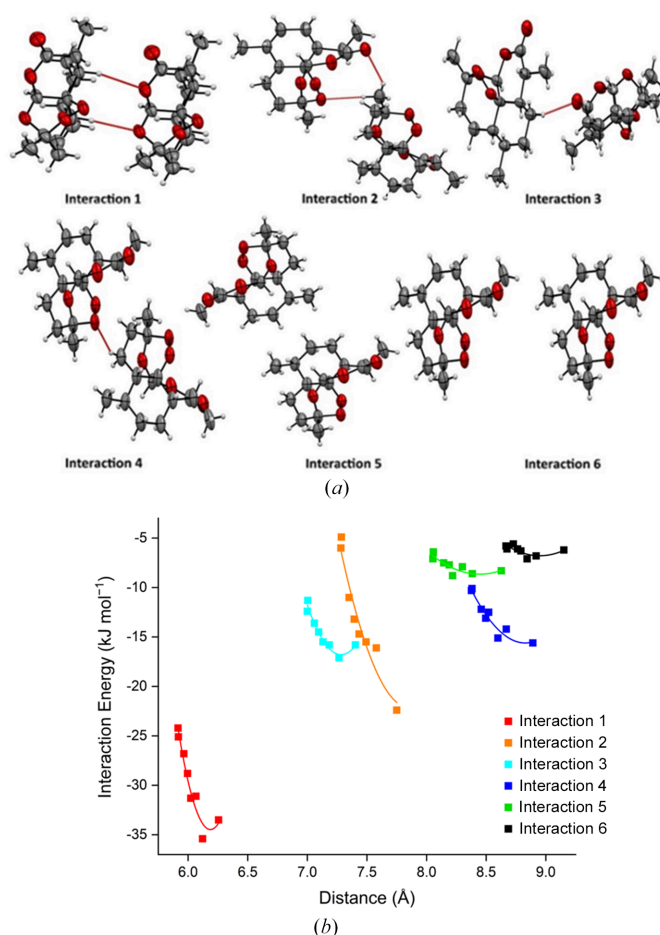 Interaction 1
Interaction 2
Interaction 3
Interaction 4
Interaction 5
Interaction 6
(a)
-5
-10
-15
-20
-25
-30
-35
Interaction Energy (kJ mol⁻¹)
Interaction 1
Interaction 2
Interaction 3
Interaction 4
Interaction 5
Interaction 6
6.0 6.5 7.0 7.5 8.0 8.5 9.0
Distance (Å)
(b)